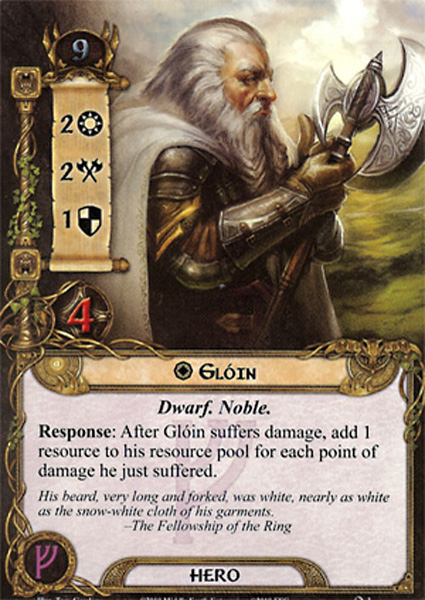 9
2
2
1
4
Glóin
Dwarf. Noble.
Response: After Glóin suffers damage, add 1
resource to his resource pool for each point of
damage he just suffered.
His beard, very long and forked, was white, nearly as white
as the snow-white cloth of his garments.
–The Fellowship of the Ring
HERO